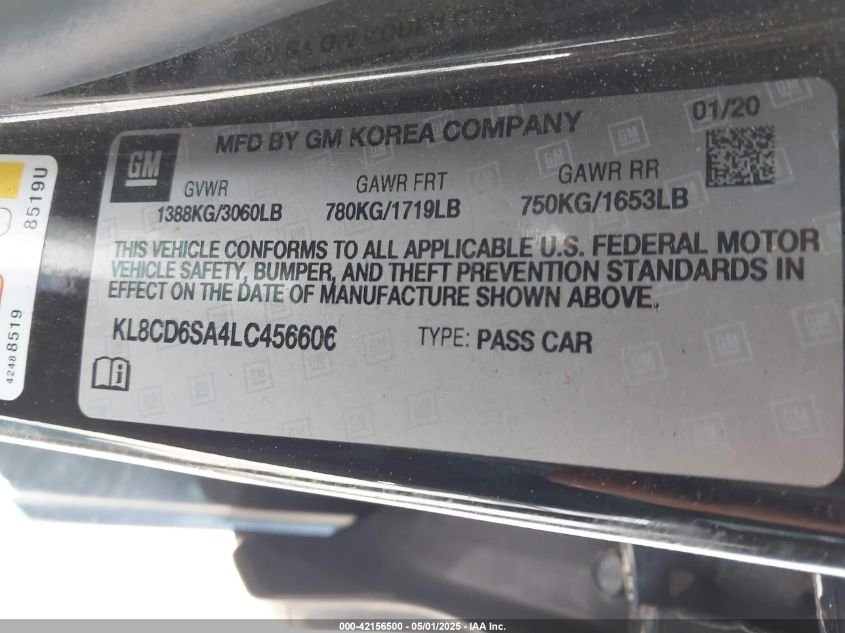 MFD BY GM KOREA COMPANY
01/20
GM
GVWR
GAWR FRT
GAWR RR
1388KG/3060LB
780KG/1719LB
750KG/1653LB
THIS VEHICLE CONFORMS TO ALL APPLICABLE U.S. FEDERAL MOTOR
VEHICLE SAFETY, BUMPER, AND THEFT PREVENTION STANDARDS IN
EFFECT ON THE DATE OF MANUFACTURE SHOWN ABOVE.
KL8CD6SA4LC456606
TYPE: PASS CAR
8519U
42488519
000-42156500 - 05/01/2025 - IAA Inc.